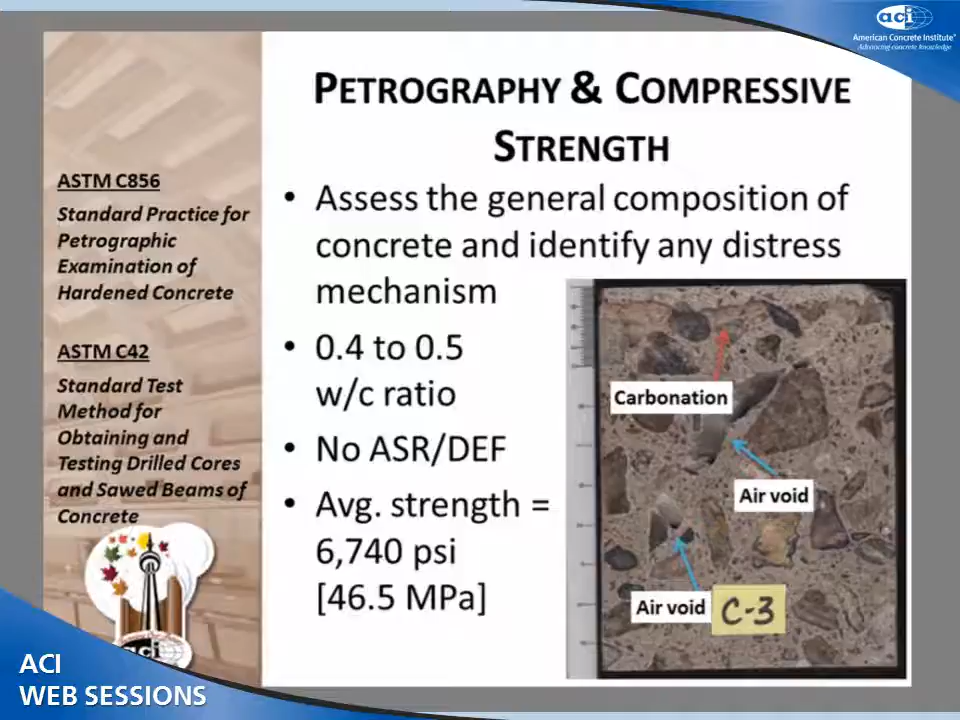 aci
American Concrete Institute®
Advancing concrete knowledge
PETROGRAPHY & COMPRESSIVE
STRENGTH
ASTM C856
Standard Practice for
Petrographic
Examination of
Hardened Concrete
ASTM C42
Standard Test
Method for
Obtaining and
Testing Drilled Cores
and Sawed Beams of
Concrete
• Assess the general composition of
concrete and identify any distress
mechanism
• 0.4 to 0.5
w/c ratio
• No ASR/DEF
• Avg. strength =
6,740 psi
[46.5 MPa]
Carbonation
Air void
Air void
C-3
aci
ACI
WEB SESSIONS